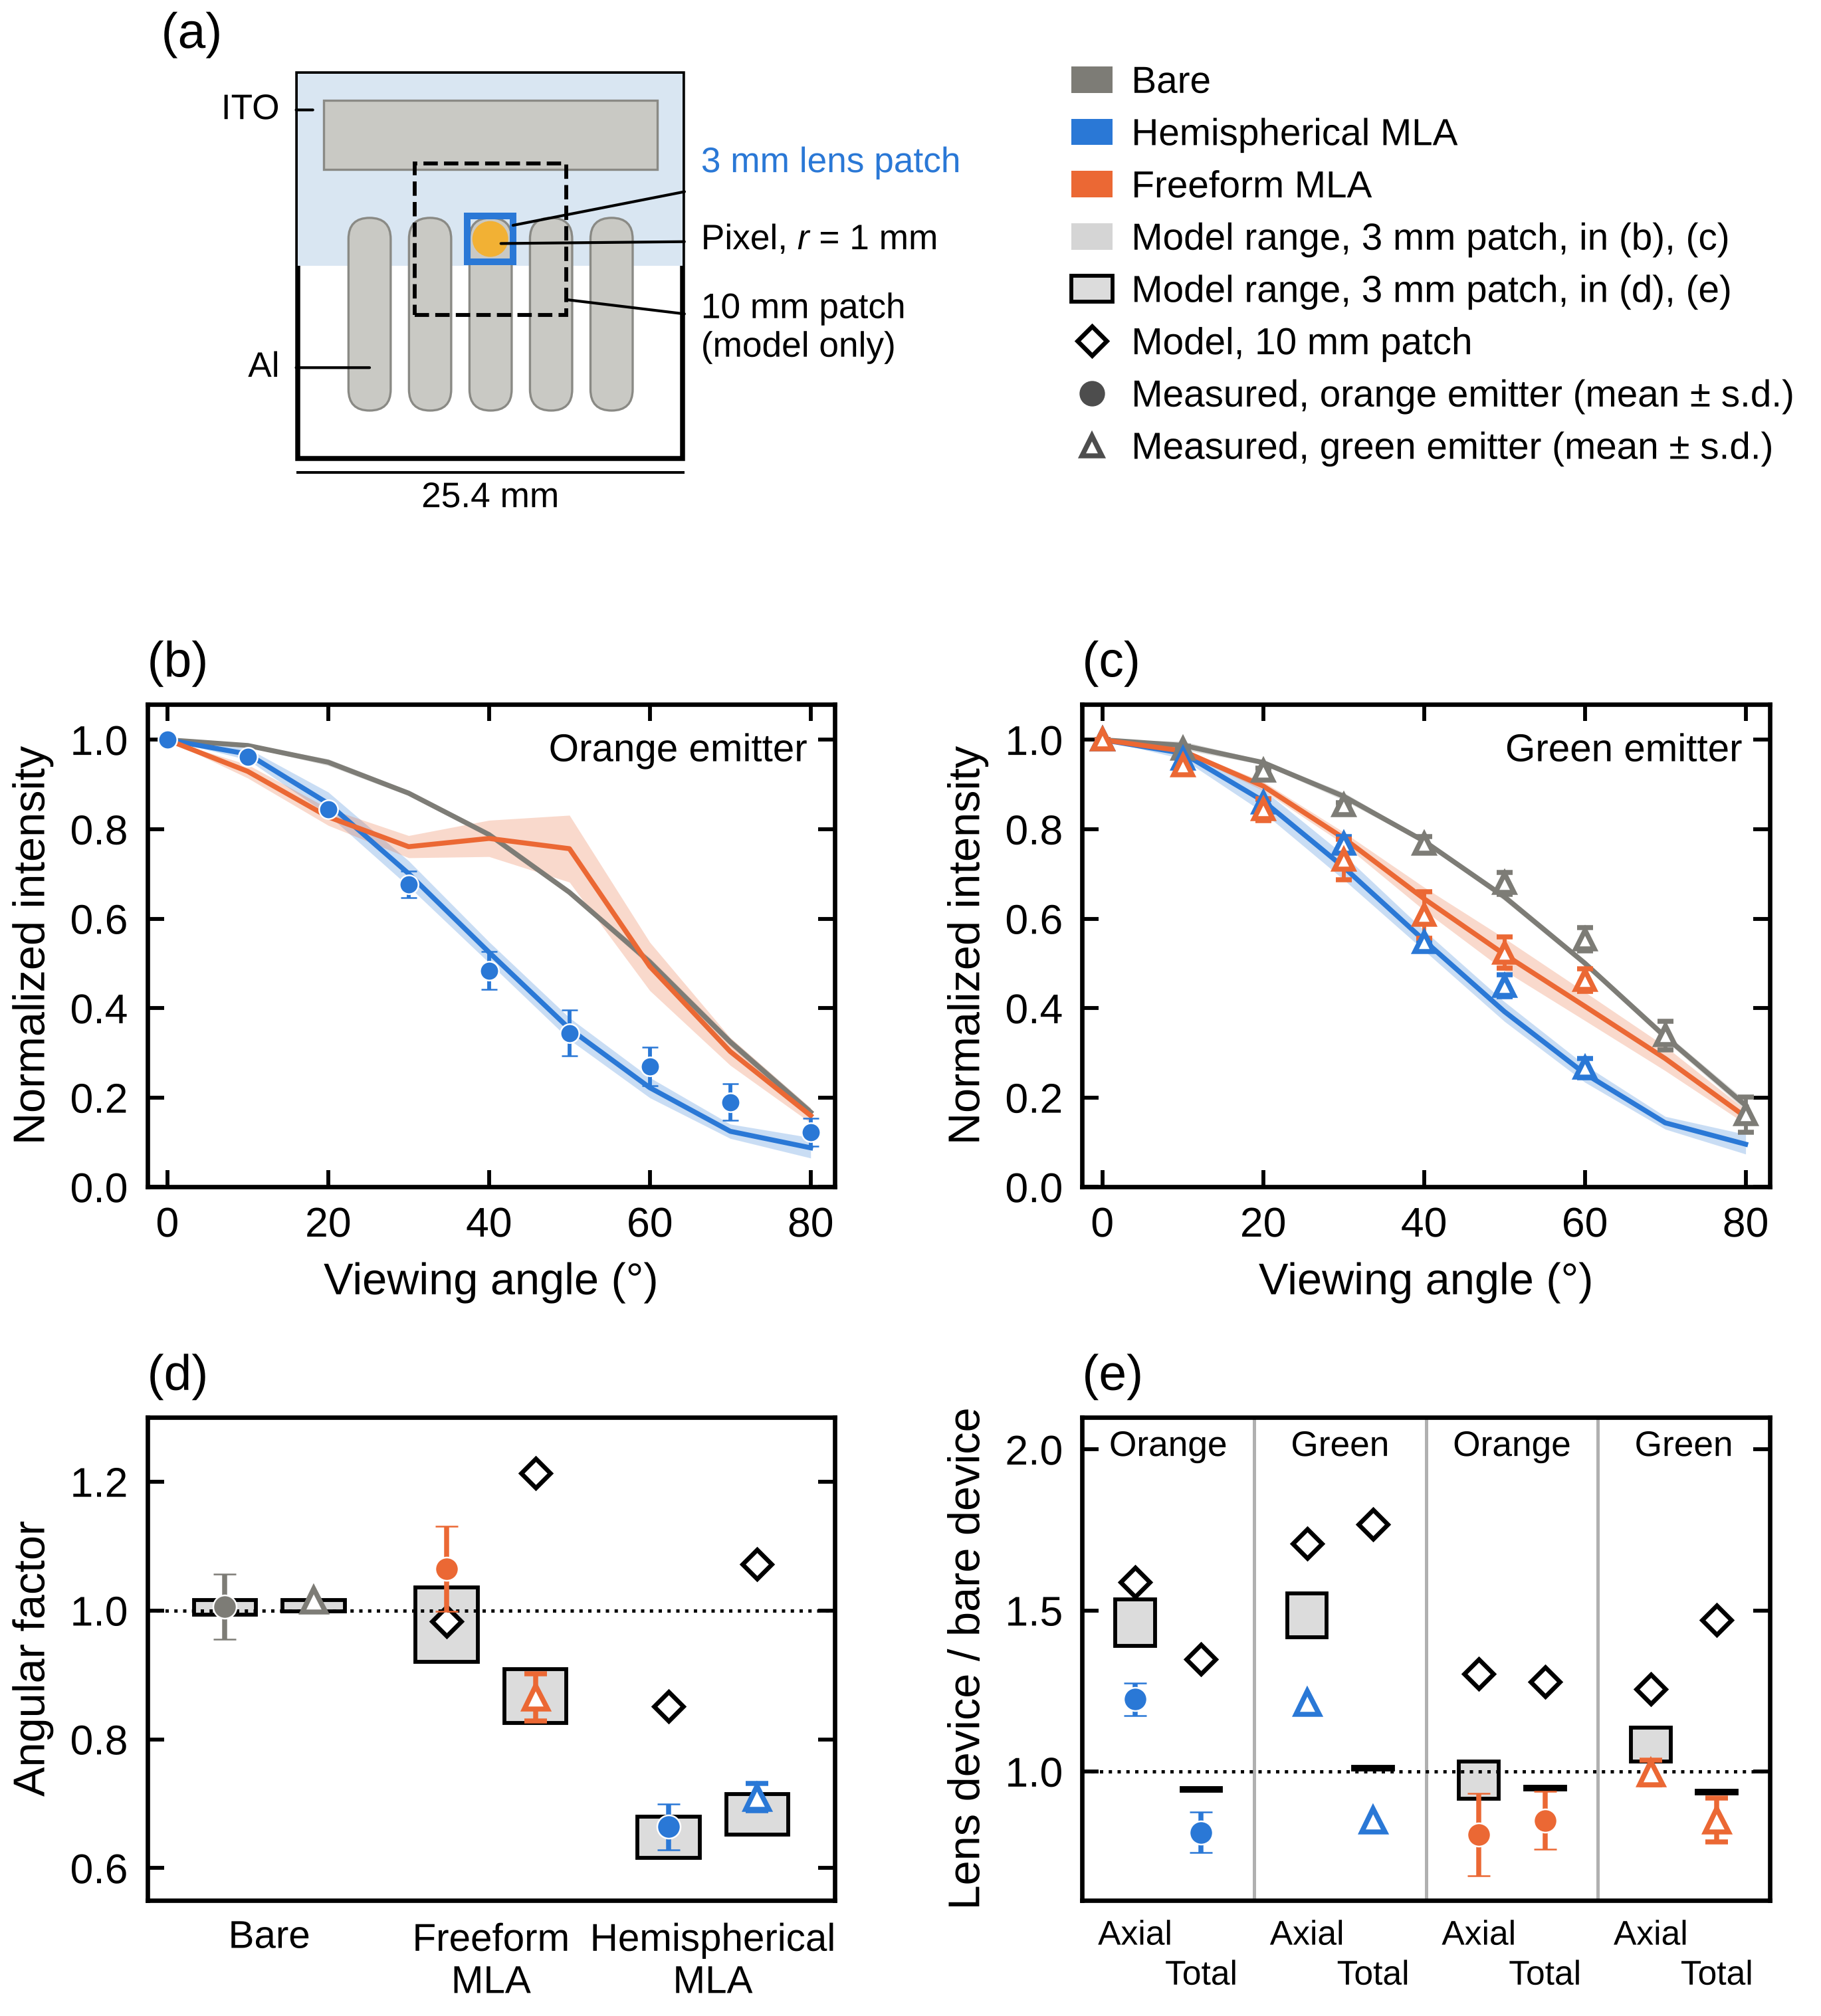 (a)
ITO
3 mm lens patch
Pixel, r = 1 mm
10 mm patch
(model only)
Al
25.4 mm
Bare
Hemispherical MLA
Freeform MLA
Model range, 3 mm patch, in (b), (c)
Model range, 3 mm patch, in (d), (e)
Model, 10 mm patch
Measured, orange emitter (mean ± s.d.)
Measured, green emitter (mean ± s.d.)
(b)
Orange emitter
Normalized intensity
1.0
0.8
0.6
0.4
0.2
0.0
0 20 40 60 80
Viewing angle (°)
(c)
Green emitter
Normalized intensity
1.0
0.8
0.6
0.4
0.2
0.0
0 20 40 60 80
Viewing angle (°)
(d)
Angular factor
1.2
1.0
0.8
0.6
Bare
Freeform
MLA
Hemispherical
MLA
(e)
Lens device / bare device
2.0
1.5
1.0
Orange Green Orange Green
Axial Axial Axial Axial
Total Total Total Total